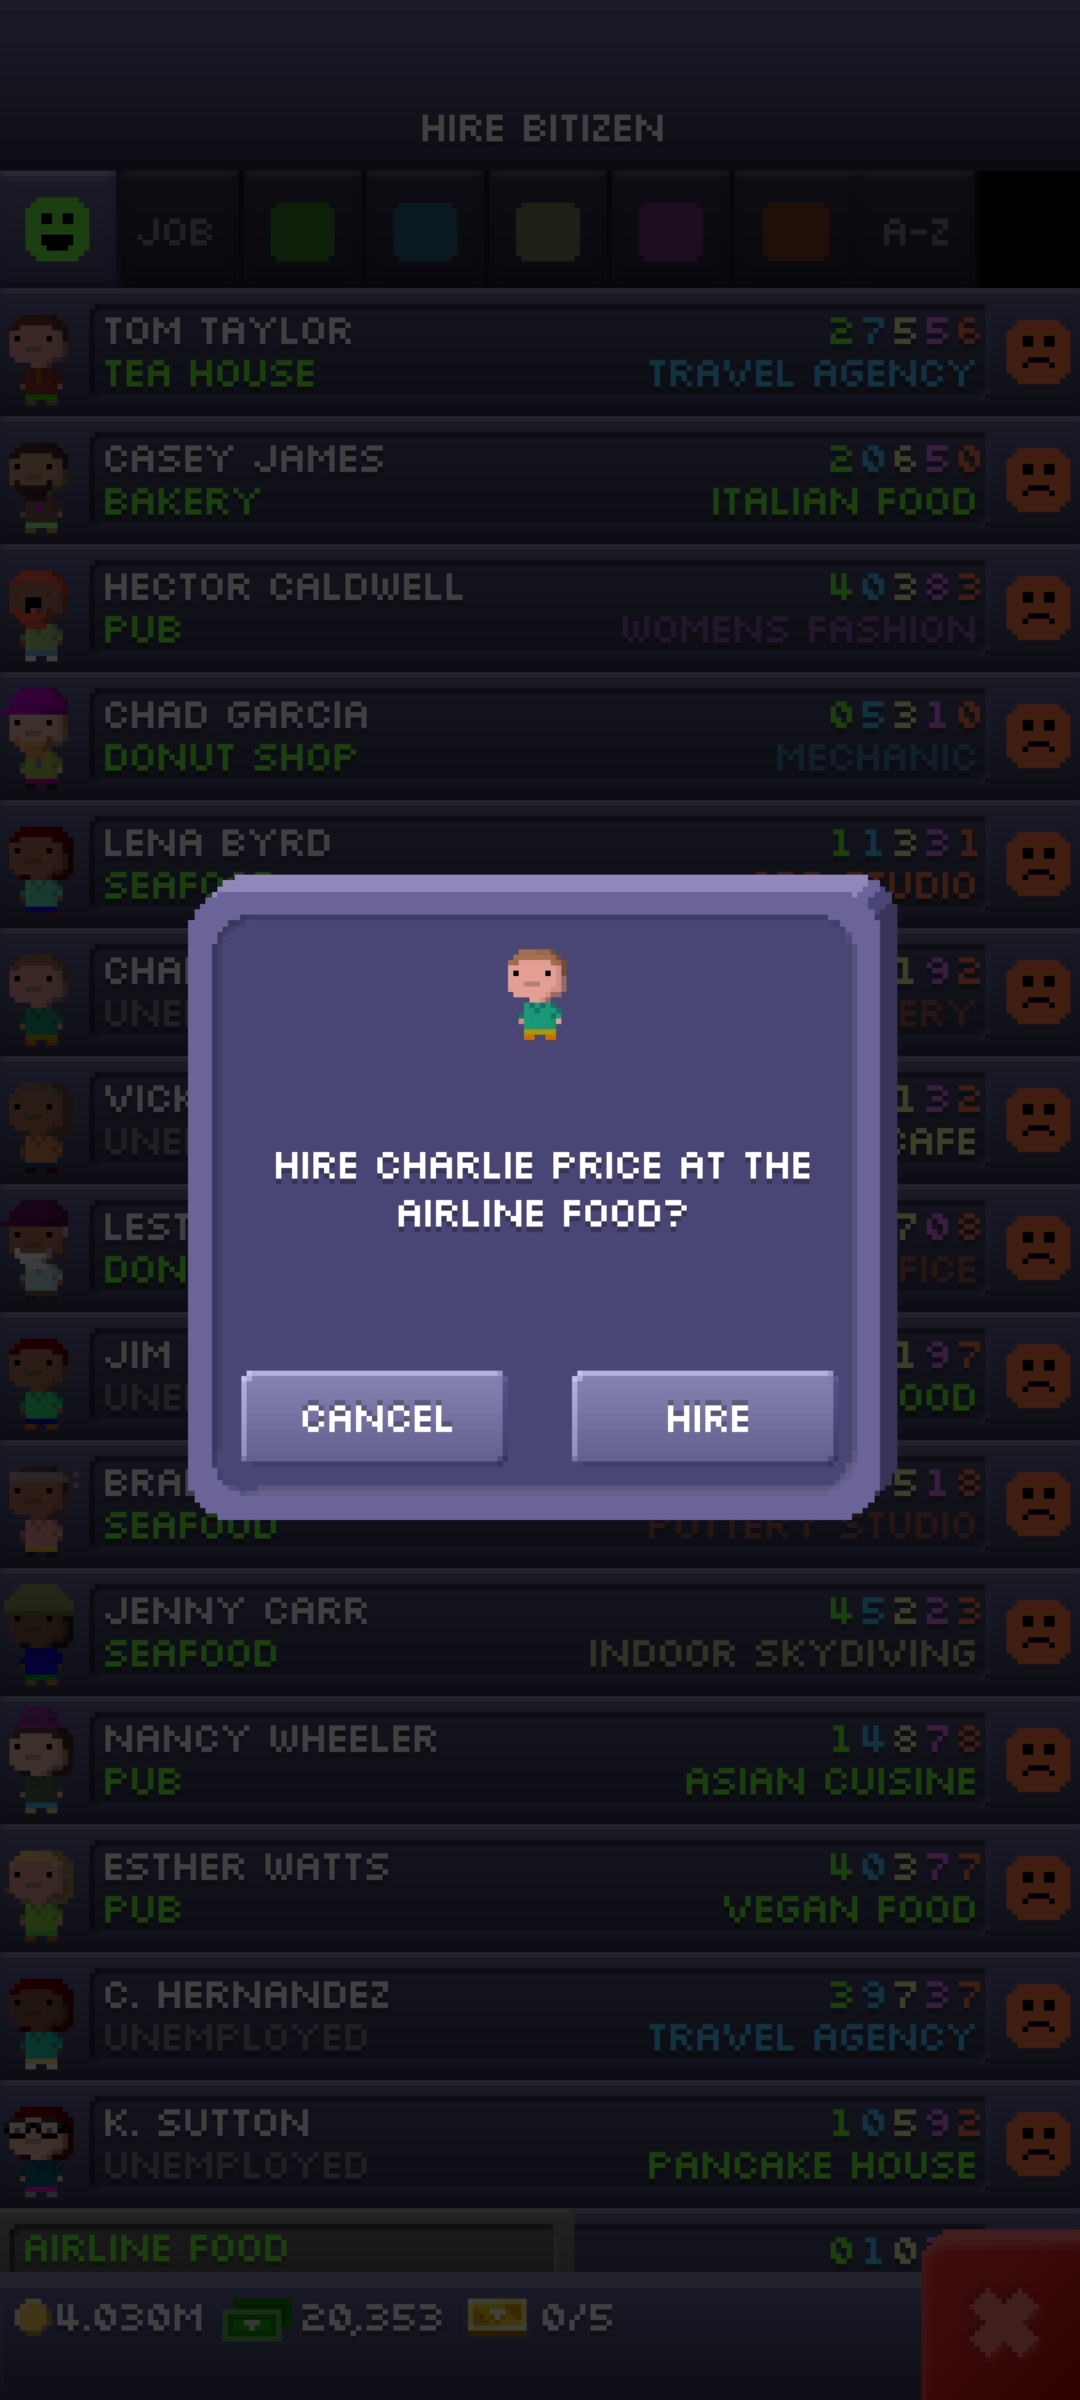 HIRE BITIZEN
JOB
A-Z
TOM TAYLOR 27556
TEA HOUSE TRAVEL AGENCY
CASEY JAMES 20650
BAKERY ITALIAN FOOD
HECTOR CALDWELL 40383
PUB WOMENS FASHION
CHAD GARCIA 05310
DONUT SHOP MECHANIC
LENA BYRD 11331
HIRE CHARLIE PRICE AT THE
AIRLINE FOOD?
CANCEL HIRE
JIM
SEAFOOD POTTERY STUDIO
JENNY CARR 45223
SEAFOOD INDOOR SKYDIVING
NANCY WHEELER 14878
PUB ASIAN CUISINE
ESTHER WATTS 40377
PUB VEGAN FOOD
C. HERNANDEZ 39737
UNEMPLOYED TRAVEL AGENCY
K. SUTTON 10592
UNEMPLOYED PANCAKE HOUSE
AIRLINE FOOD 010
4.030M 20,353 0/5